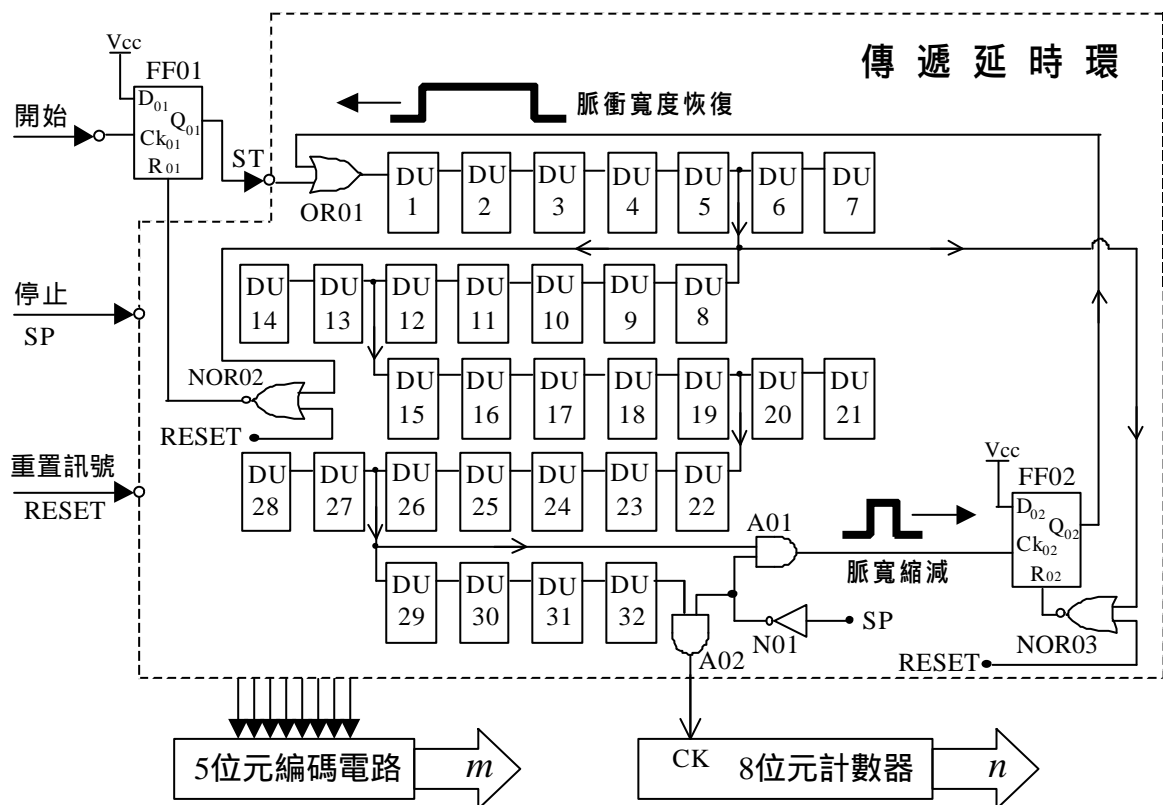 傳遞延時環
Vcc
FF01
D01
Q01
Ck01
R01
開始
ST
脈衝寬度恢復
OR01
DU 1
DU 2
DU 3
DU 4
DU 5
DU 6
DU 7
停止
SP
DU 14
DU 13
DU 12
DU 11
DU 10
DU 9
DU 8
NOR02
RESET
DU 15
DU 16
DU 17
DU 18
DU 19
DU 20
DU 21
重置訊號
RESET
DU 28
DU 27
DU 26
DU 25
DU 24
DU 23
DU 22
Vcc
FF02
D02
Q02
Ck02
R02
A01
脈寬縮減
DU 29
DU 30
DU 31
DU 32
A02
N01
SP
NOR03
RESET
5位元編碼電路
m
CK
8位元計數器
n